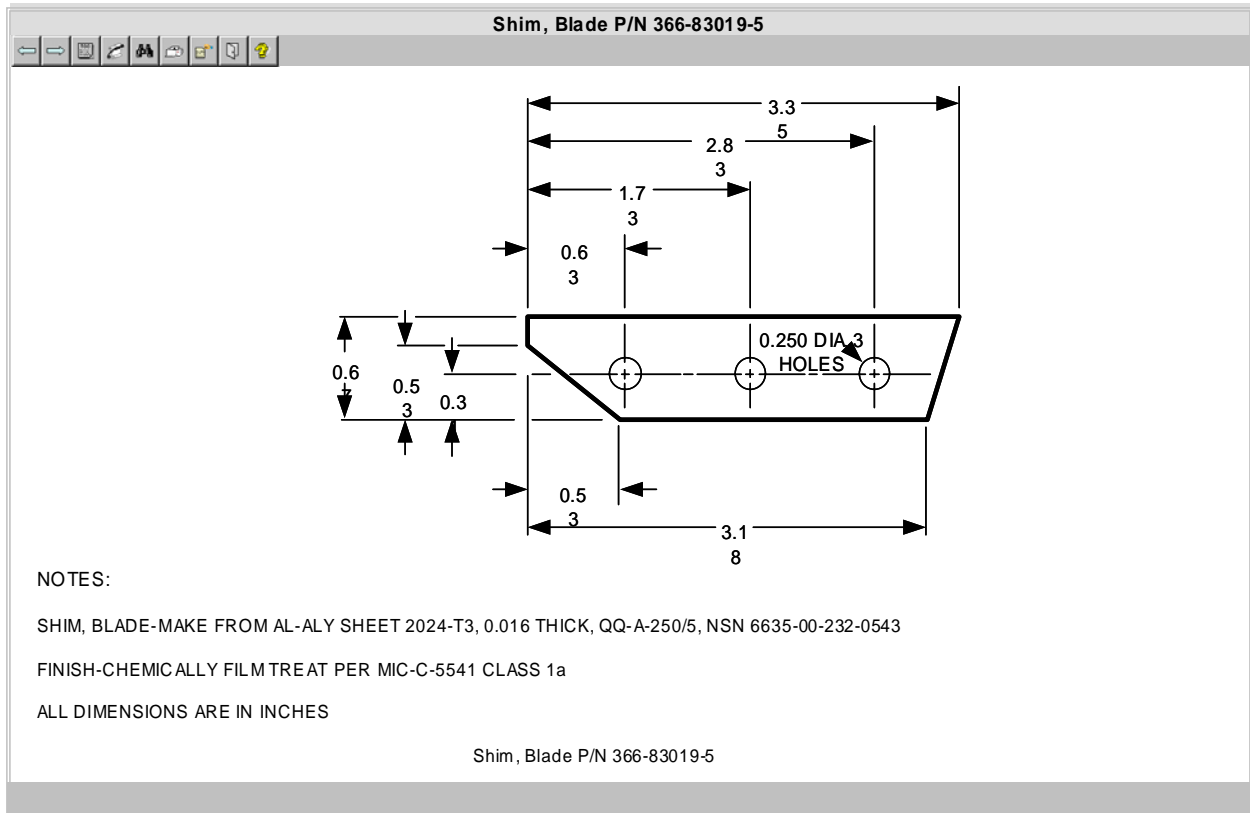 Shim, Blade P/N 366-83019-5
3.3
5
2.8
3
1.7
3
0.6
3
0.250 DIA 3
HOLES
0.6
7
0.5
3
0.3
0.5
3
3.1
8
NOTES:
SHIM, BLADE-MAKE FROM AL-ALY SHEET 2024-T3, 0.016 THICK, QQ-A-250/5, NSN 6635-00-232-0543
FINISH-CHEMICALLY FILM TREAT PER MIC-C-5541 CLASS 1a
ALL DIMENSIONS ARE IN INCHES
Shim, Blade P/N 366-83019-5